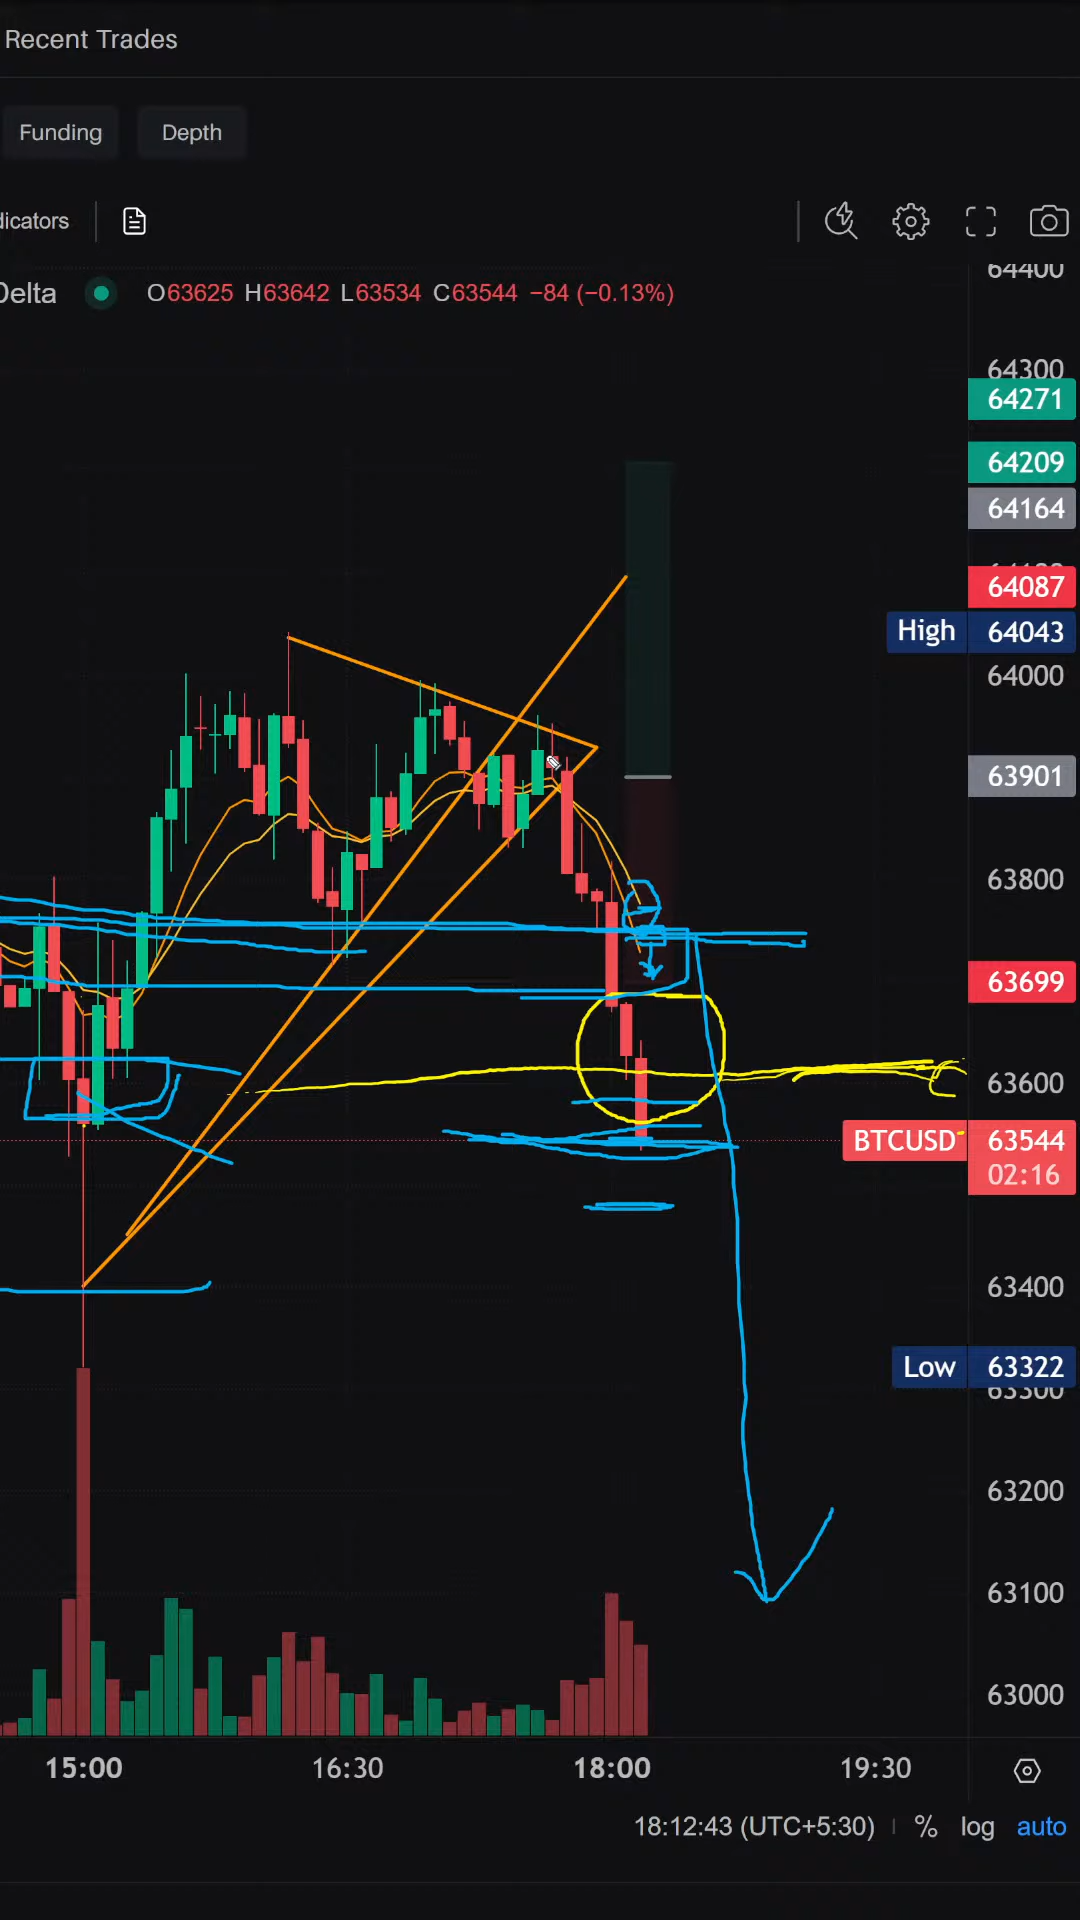 Recent Trades
Funding Depth
dicators
Delta O63625 H63642 L63534 C63544 −84 (−0.13%)
64400
64300
64271
64209
64164
64087
High 64043
64000
63901
63800
63699
63600
BTCUSD 63544
02:16
63400
Low 63322
63300
63200
63100
63000
15:00 16:30 18:00 19:30
18:12:43 (UTC+5:30) % log auto